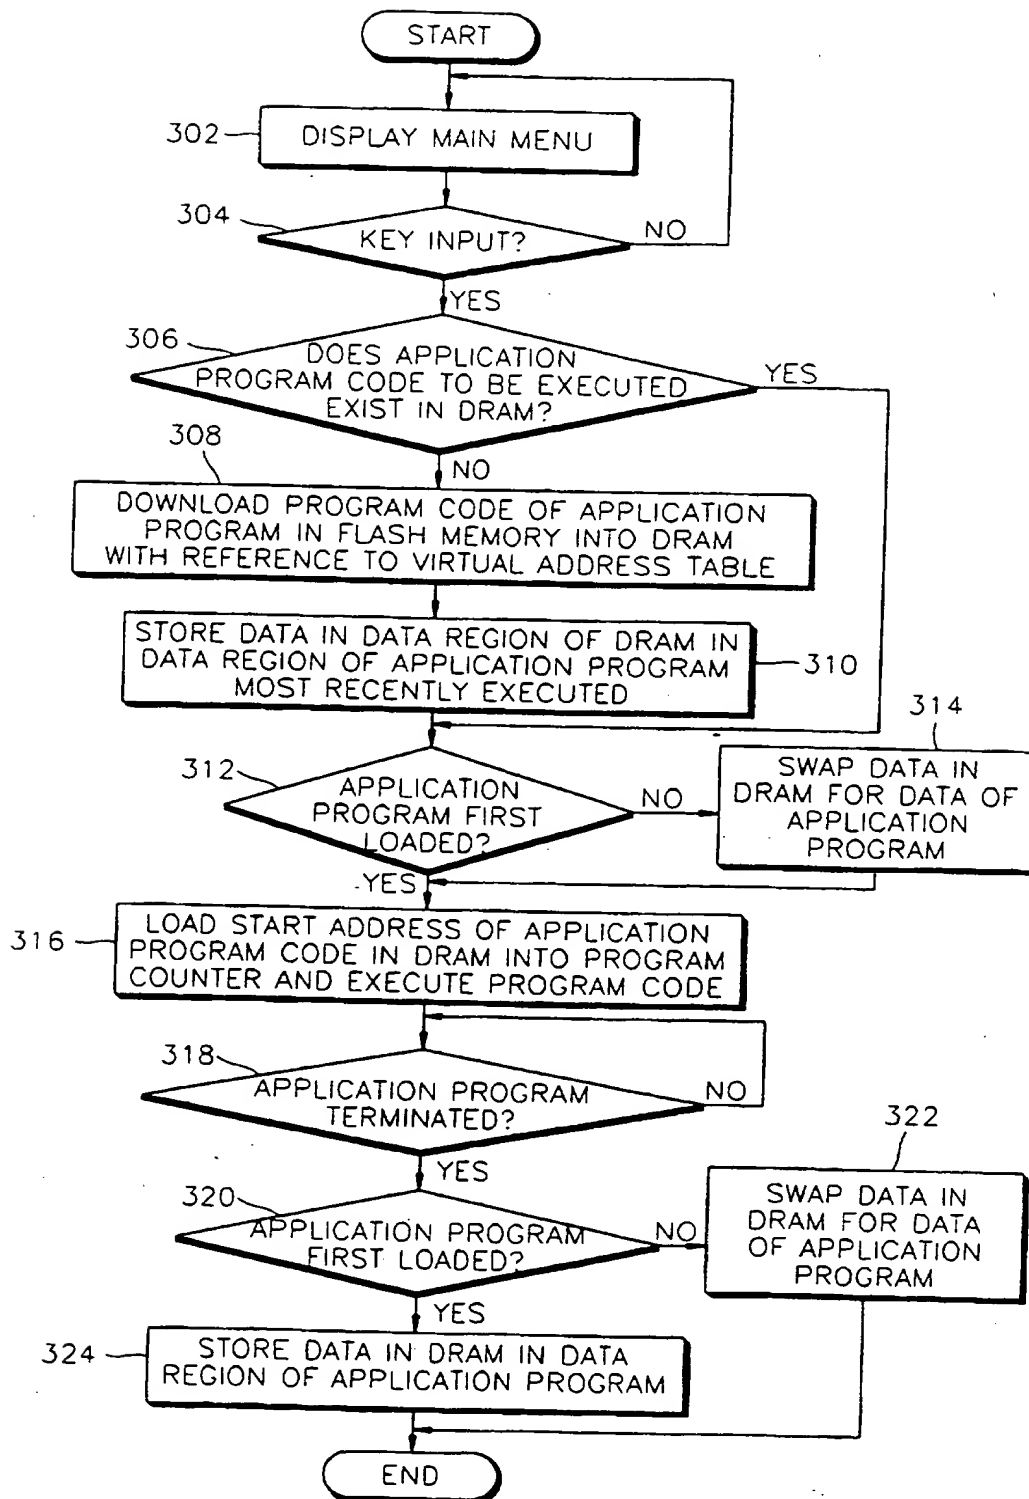 START
302
DISPLAY MAIN MENU
304
KEY INPUT?
NO
YES
306
DOES APPLICATION
PROGRAM CODE TO BE EXECUTED
EXIST IN DRAM?
YES
308
NO
DOWNLOAD PROGRAM CODE OF APPLICATION
PROGRAM IN FLASH MEMORY INTO DRAM
WITH REFERENCE TO VIRTUAL ADDRESS TABLE
STORE DATA IN DATA REGION OF DRAM IN
DATA REGION OF APPLICATION PROGRAM
MOST RECENTLY EXECUTED
310
312
APPLICATION
PROGRAM FIRST
LOADED?
NO
314
SWAP DATA IN
DRAM FOR DATA OF
APPLICATION
PROGRAM
YES
316
LOAD START ADDRESS OF APPLICATION
PROGRAM CODE IN DRAM INTO PROGRAM
COUNTER AND EXECUTE PROGRAM CODE
318
APPLICATION PROGRAM
TERMINATED?
NO
YES
320
APPLICATION PROGRAM
FIRST LOADED?
NO
322
SWAP DATA IN
DRAM FOR DATA
OF APPLICATION
PROGRAM
YES
324
STORE DATA IN DRAM IN DATA
REGION OF APPLICATION PROGRAM
END